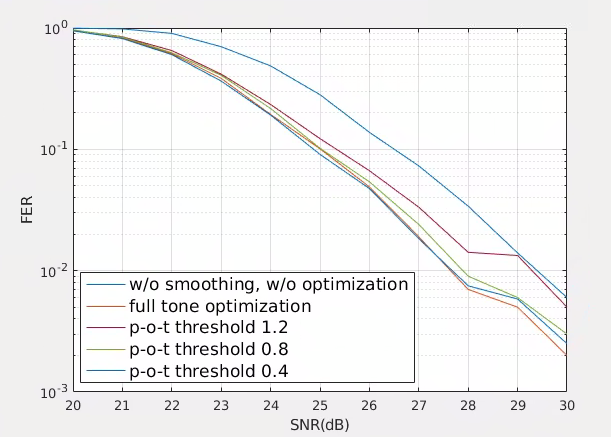 10^0
10^-1
10^-2
10^-3
FER
w/o smoothing, w/o optimization
full tone optimization
p-o-t threshold 1.2
p-o-t threshold 0.8
p-o-t threshold 0.4
20 21 22 23 24 25 26 27 28 29 30
SNR(dB)